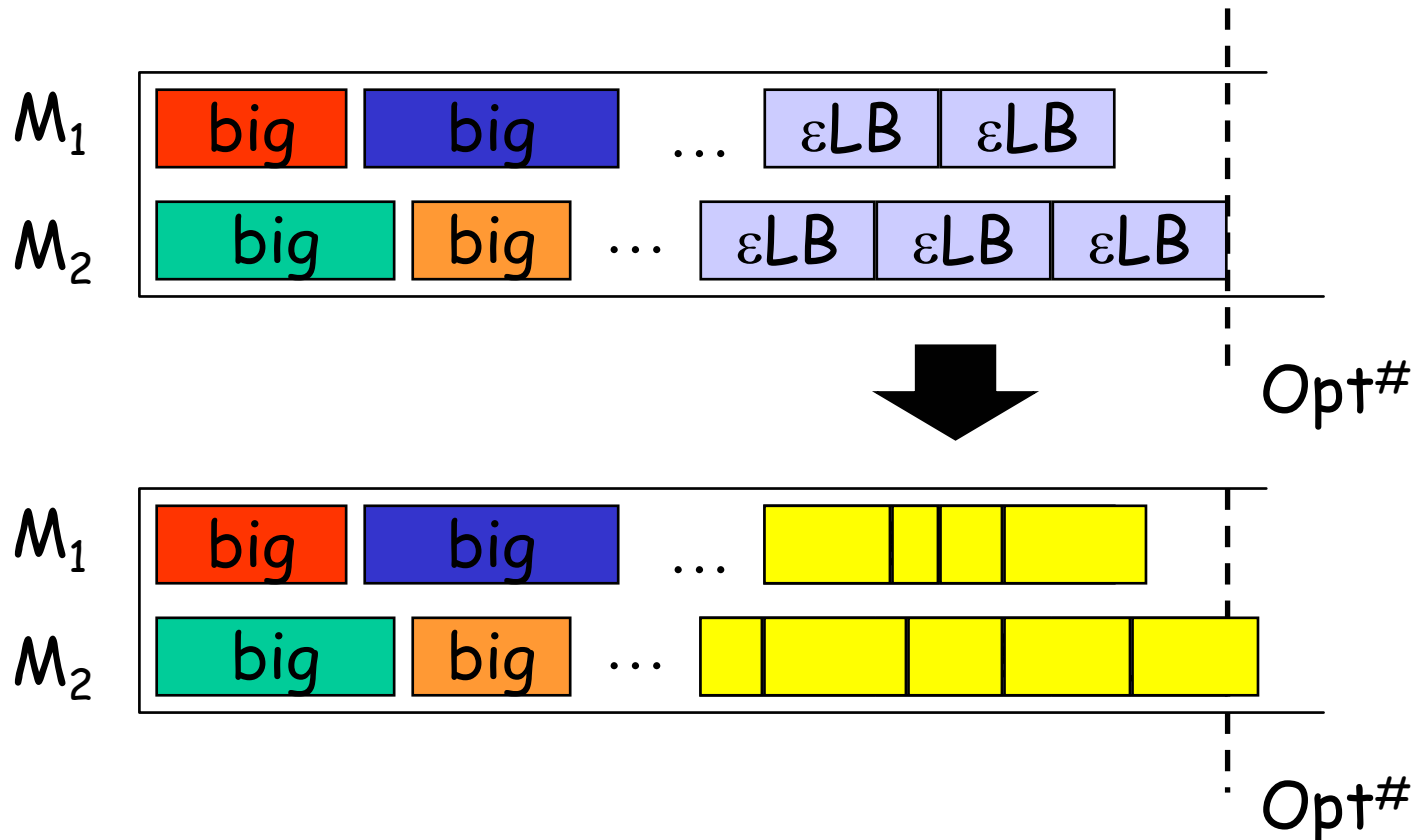 M₁ big big ... εLB εLB
M₂ big big ... εLB εLB εLB
Opt#
M₁ big big ...
M₂ big big ...
Opt#